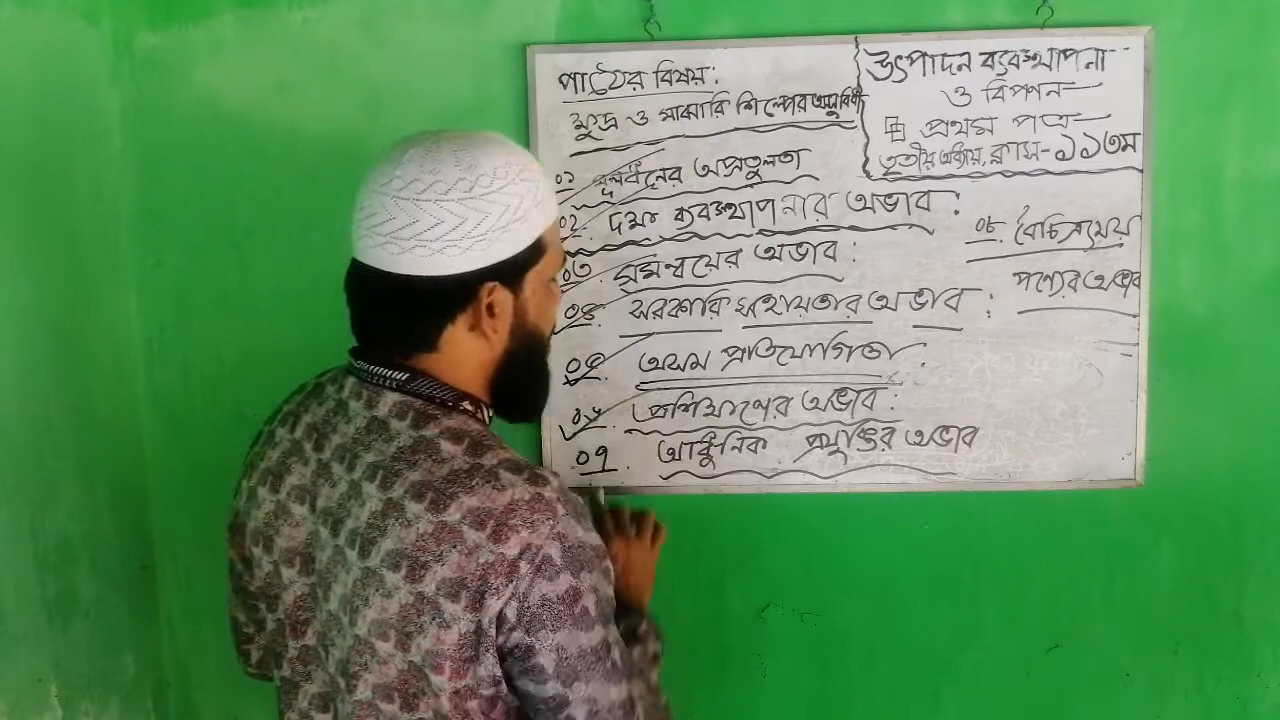 পাঠের বিষয়:
ক্ষুদ্র ও মাঝারি শিল্পের অসুবিধা
০১ মূলধনের অপ্রতুলতা
০২. দক্ষ ব্যবস্থাপনার অভাব:
০৩ সমন্বয়ের অভাব:
০৪. সরকারি সহায়তার অভাব:
০৫ অসম প্রতিযোগিতা:
০৬ প্রশিক্ষণের অভাব:
০৭. আধুনিক প্রযুক্তির অভাব
উৎপাদন ব্যবস্থাপনা
ও বিপণন
প্রথম পত্র
তৃতীয় অধ্যায়, ক্লাস-১১৩ম
০৮. বৈচিত্র্যময়
পণ্যের অভাব